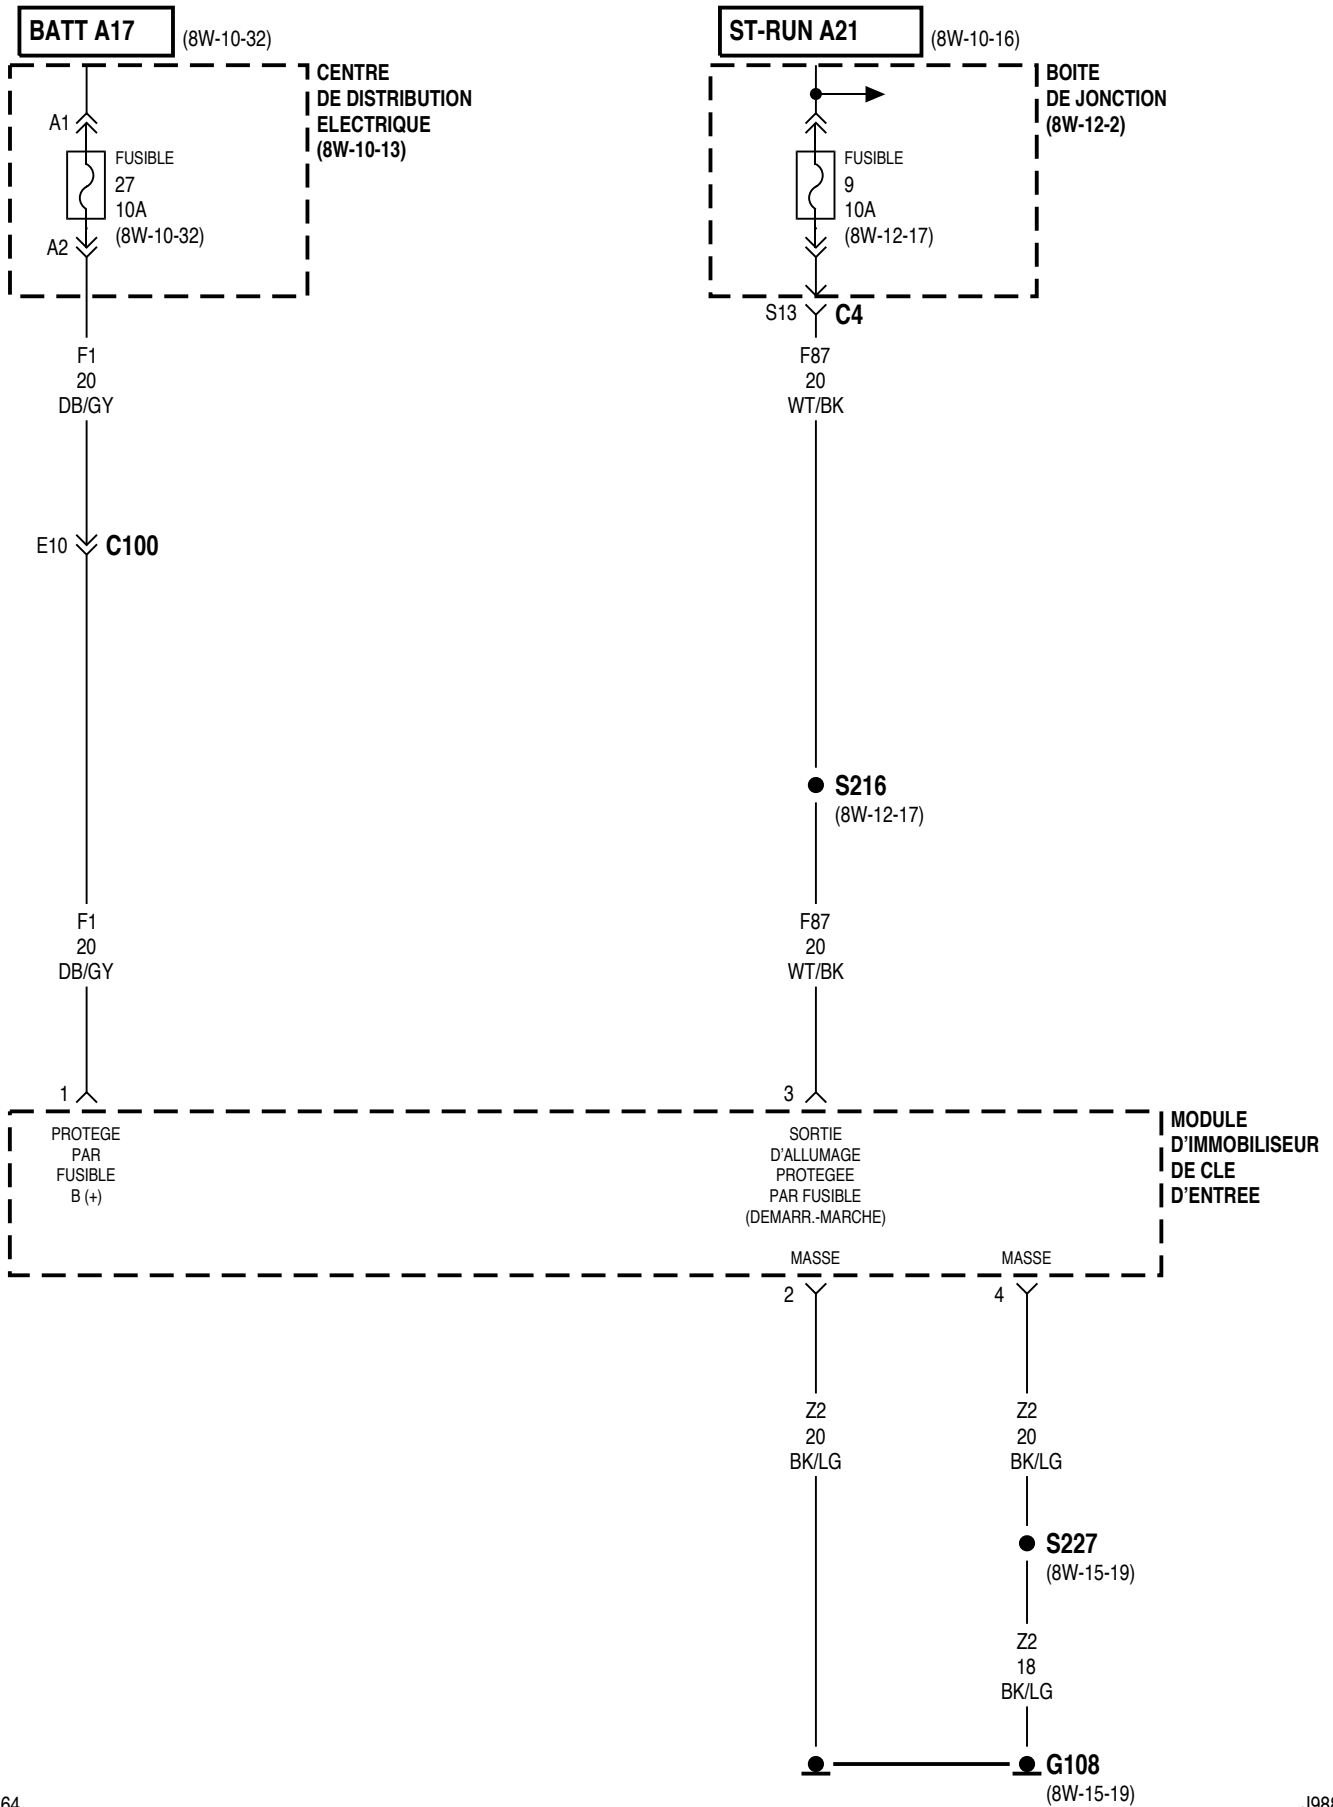 BATT A17
(8W-10-32)
CENTRE
DE DISTRIBUTION
ELECTRIQUE
(8W-10-13)
A1
FUSIBLE
27
10A
(8W-10-32)
A2
F1
20
DB/GY
E10
C100
F1
20
DB/GY
1
ST-RUN A21
(8W-10-16)
BOITE
DE JONCTION
(8W-12-2)
FUSIBLE
9
10A
(8W-12-17)
S13
C4
F87
20
WT/BK
S216
(8W-12-17)
F87
20
WT/BK
3
MODULE
D'IMMOBILISEUR
DE CLE
D'ENTREE
PROTEGE
PAR
FUSIBLE
B (+)
SORTIE
D'ALLUMAGE
PROTEGEE
PAR FUSIBLE
(DEMARR.-MARCHE)
MASSE
MASSE
2
4
Z2
20
BK/LG
Z2
20
BK/LG
S227
(8W-15-19)
Z2
18
BK/LG
G108
(8W-15-19)